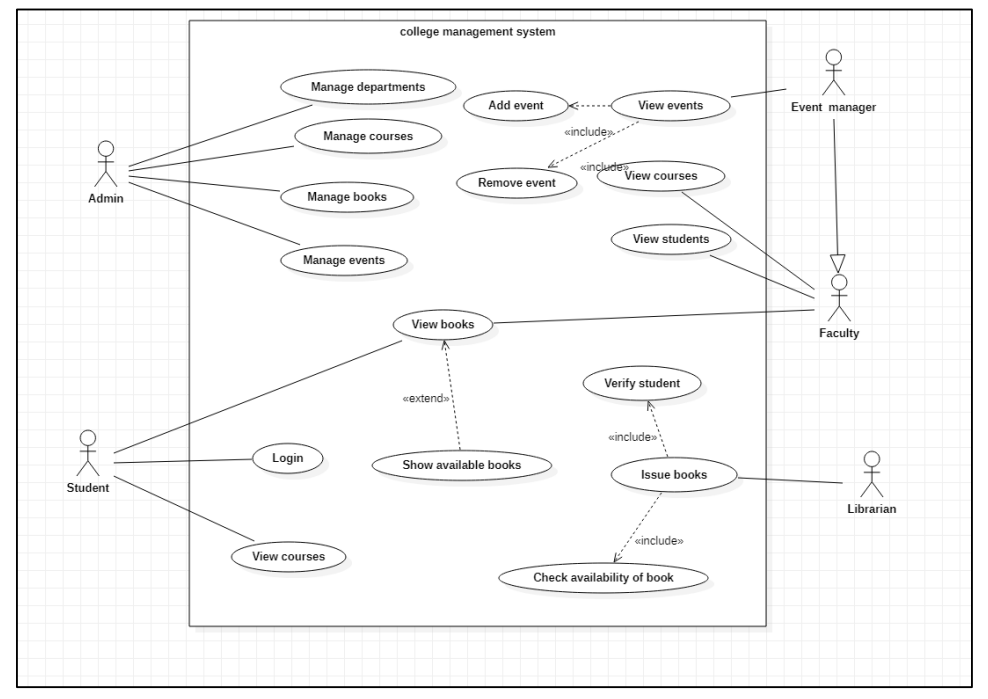 college management system
Manage departments
Add event
View events
Event manager
«include»
Manage courses
«include»
View courses
Remove event
Admin
Manage books
View students
Manage events
View books
Faculty
Verify student
«extend»
«include»
Login
Show available books
Issue books
Student
Librarian
«include»
View courses
Check availability of book